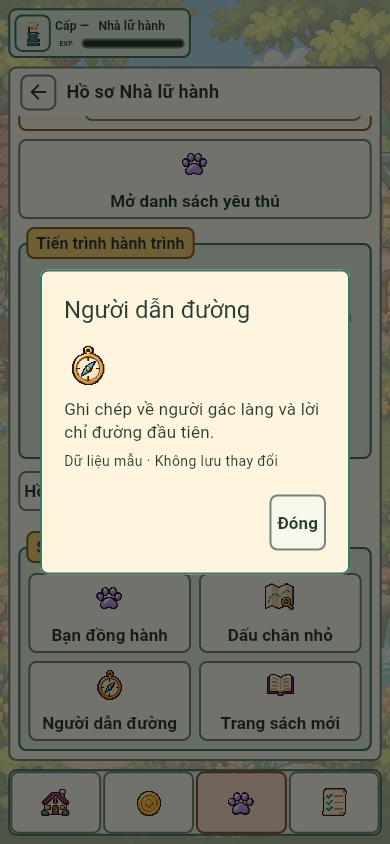 Cấp — Nhà lữ hành
EXP
Hồ sơ Nhà lữ hành
Mở danh sách yêu thú
Tiến trình hành trình
Người dẫn đường
Ghi chép về người gác làng và lời
chỉ đường đầu tiên.
Dữ liệu mẫu · Không lưu thay đổi
Đóng
Bạn đồng hành
Dấu chân nhỏ
Người dẫn đường
Trang sách mới